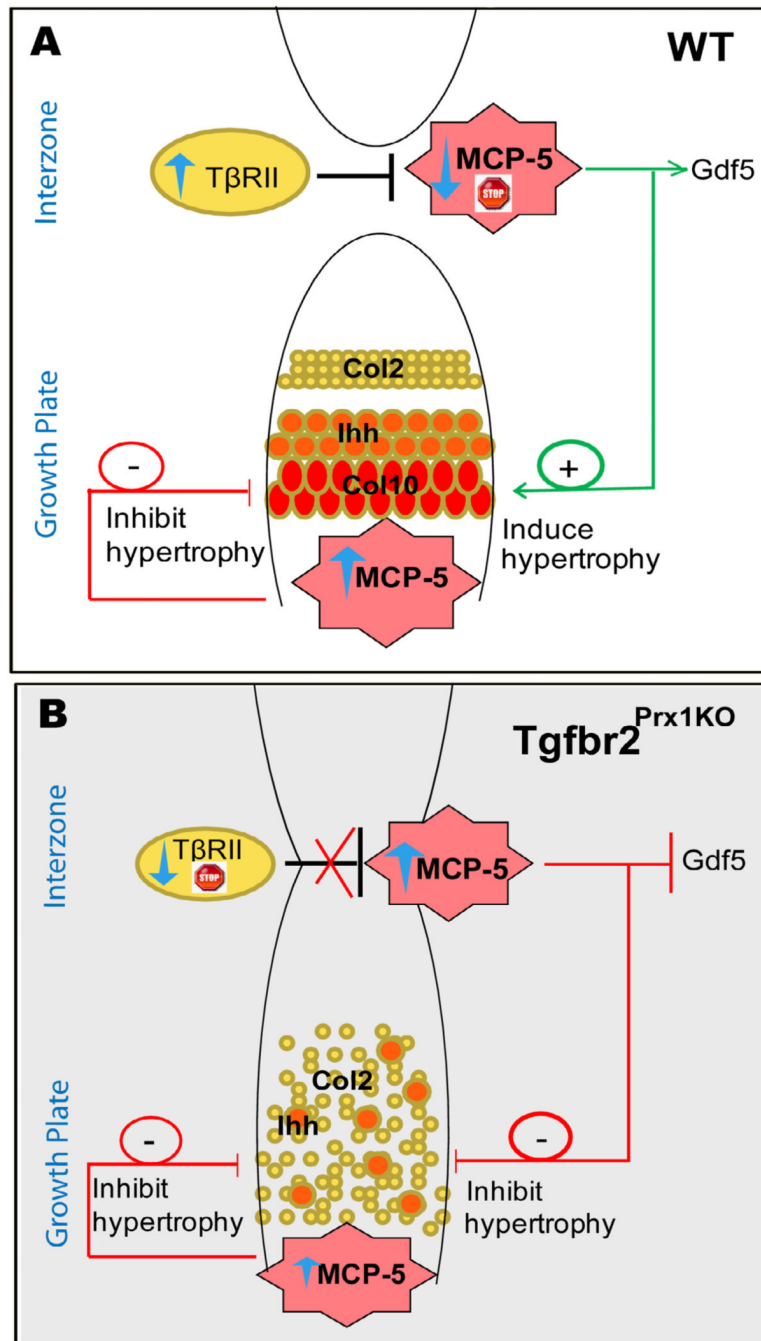 A
WT
Interzone
TβRII
MCP-5
STOP
Gdf5
Growth Plate
Col2
Ihh
Col10
-
Inhibit
hypertrophy
+
Induce
hypertrophy
MCP-5
B
Tgfbr2Prx1KO
Interzone
TβRII
STOP
MCP-5
Gdf5
Growth Plate
Col2
Ihh
-
Inhibit
hypertrophy
-
Inhibit
hypertrophy
MCP-5